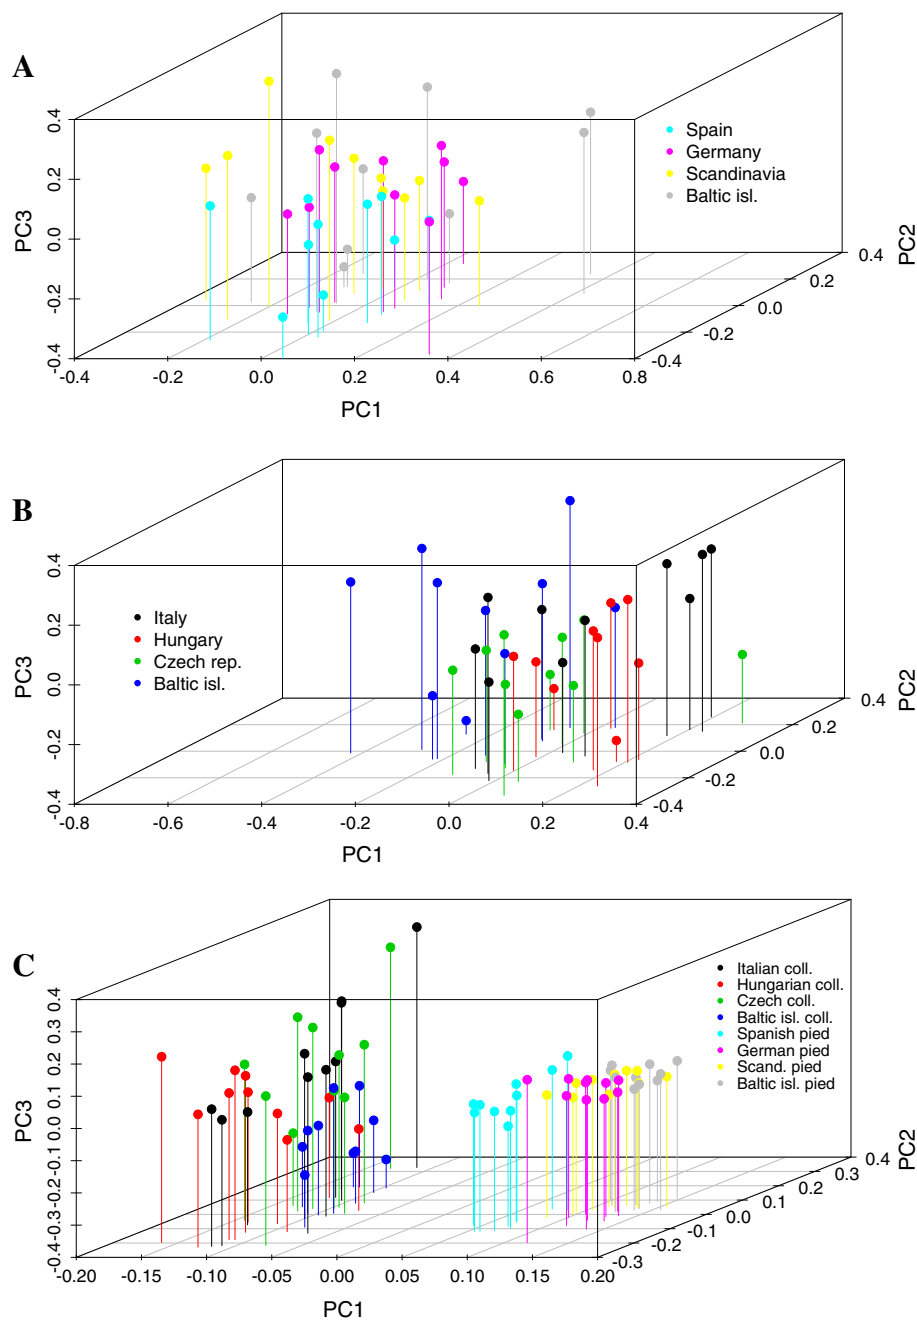 A
0.4
0.2
0.0
-0.2
-0.4
PC3
-0.4
0.0
0.2
0.4
0.6
0.8
PC1
-0.4
-0.2
0.0
0.2
0.4
PC2
Spain
Germany
Scandinavia
Baltic isl.
B
0.4
0.2
0.0
-0.2
-0.4
PC3
-0.8
-0.6
-0.4
-0.2
0.0
0.2
0.4
PC1
-0.4
-0.2
0.0
0.2
0.4
PC2
Italy
Hungary
Czech rep.
Baltic isl.
C
0.4
0.3
0.2
0.1
0.0
-0.1
-0.2
-0.3
-0.4
PC3
-0.20
-0.10
-0.05
0.00
0.05
0.10
0.15
0.20
PC1
-0.3
-0.2
-0.1
0.0
0.1
0.2
0.3
0.4
PC2
Italian coll.
Hungarian coll.
Czech coll.
Baltic isl. coll.
Spanish pied
German pied
Scand. pied
Baltic isl. pied